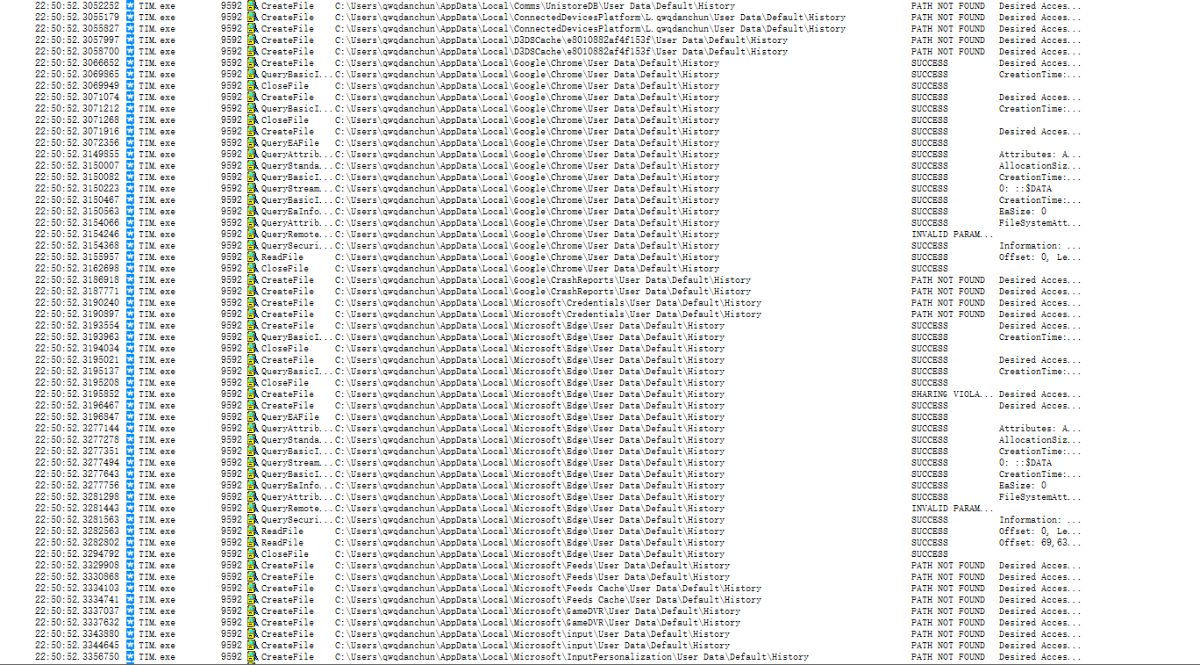 22:50:52.3052252 TIM.exe 9592 CreateFile C:\Users\qwqdanchun\AppData\Local\Comms\UnistoreDB\User Data\Default\History PATH NOT FOUND Desired Acces...
22:50:52.3055179 TIM.exe 9592 CreateFile C:\Users\qwqdanchun\AppData\Local\ConnectedDevicesPlatform\L.qwqdanchun\User Data\Default\History PATH NOT FOUND Desired Acces...
22:50:52.3055827 TIM.exe 9592 CreateFile C:\Users\qwqdanchun\AppData\Local\ConnectedDevicesPlatform\L.qwqdanchun\User Data\Default\History PATH NOT FOUND Desired Acces...
22:50:52.3057997 TIM.exe 9592 CreateFile C:\Users\qwqdanchun\AppData\Local\D3DSCache\e8010882af4f153f\User Data\Default\History PATH NOT FOUND Desired Acces...
22:50:52.3058700 TIM.exe 9592 CreateFile C:\Users\qwqdanchun\AppData\Local\D3DSCache\e8010882af4f153f\User Data\Default\History PATH NOT FOUND Desired Acces...
22:50:52.3066652 TIM.exe 9592 CreateFile C:\Users\qwqdanchun\AppData\Local\Google\Chrome\User Data\Default\History SUCCESS Desired Acces...
22:50:52.3069865 TIM.exe 9592 QueryBasicI... C:\Users\qwqdanchun\AppData\Local\Google\Chrome\User Data\Default\History SUCCESS CreationTime:...
22:50:52.3069949 TIM.exe 9592 CloseFile C:\Users\qwqdanchun\AppData\Local\Google\Chrome\User Data\Default\History SUCCESS
22:50:52.3071074 TIM.exe 9592 CreateFile C:\Users\qwqdanchun\AppData\Local\Google\Chrome\User Data\Default\History SUCCESS Desired Acces...
22:50:52.3071212 TIM.exe 9592 QueryBasicI... C:\Users\qwqdanchun\AppData\Local\Google\Chrome\User Data\Default\History SUCCESS CreationTime:...
22:50:52.3071268 TIM.exe 9592 CloseFile C:\Users\qwqdanchun\AppData\Local\Google\Chrome\User Data\Default\History SUCCESS
22:50:52.3071916 TIM.exe 9592 CreateFile C:\Users\qwqdanchun\AppData\Local\Google\Chrome\User Data\Default\History SUCCESS Desired Acces...
22:50:52.3072356 TIM.exe 9592 QueryEAFile C:\Users\qwqdanchun\AppData\Local\Google\Chrome\User Data\Default\History SUCCESS
22:50:52.3149855 TIM.exe 9592 QueryAttrib... C:\Users\qwqdanchun\AppData\Local\Google\Chrome\User Data\Default\History SUCCESS Attributes: A...
22:50:52.3150007 TIM.exe 9592 QueryStanda... C:\Users\qwqdanchun\AppData\Local\Google\Chrome\User Data\Default\History SUCCESS AllocationSiz...
22:50:52.3150082 TIM.exe 9592 QueryBasicI... C:\Users\qwqdanchun\AppData\Local\Google\Chrome\User Data\Default\History SUCCESS CreationTime:...
22:50:52.3150223 TIM.exe 9592 QueryStream... C:\Users\qwqdanchun\AppData\Local\Google\Chrome\User Data\Default\History SUCCESS 0: ::$DATA
22:50:52.3150467 TIM.exe 9592 QueryBasicI... C:\Users\qwqdanchun\AppData\Local\Google\Chrome\User Data\Default\History SUCCESS CreationTime:...
22:50:52.3150563 TIM.exe 9592 QueryEaInfo... C:\Users\qwqdanchun\AppData\Local\Google\Chrome\User Data\Default\History SUCCESS EaSize: 0
22:50:52.3154066 TIM.exe 9592 QueryAttrib... C:\Users\qwqdanchun\AppData\Local\Google\Chrome\User Data\Default\History SUCCESS FileSystemAtt...
22:50:52.3154246 TIM.exe 9592 QueryRemote... C:\Users\qwqdanchun\AppData\Local\Google\Chrome\User Data\Default\History INVALID PARAM...
22:50:52.3154368 TIM.exe 9592 QuerySecuri... C:\Users\qwqdanchun\AppData\Local\Google\Chrome\User Data\Default\History SUCCESS Information: ...
22:50:52.3155957 TIM.exe 9592 ReadFile C:\Users\qwqdanchun\AppData\Local\Google\Chrome\User Data\Default\History SUCCESS Offset: 0, Le...
22:50:52.3162698 TIM.exe 9592 CloseFile C:\Users\qwqdanchun\AppData\Local\Google\Chrome\User Data\Default\History SUCCESS
22:50:52.3186918 TIM.exe 9592 CreateFile C:\Users\qwqdanchun\AppData\Local\Google\CrashReports\User Data\Default\History PATH NOT FOUND Desired Acces...
22:50:52.3187771 TIM.exe 9592 CreateFile C:\Users\qwqdanchun\AppData\Local\Google\CrashReports\User Data\Default\History PATH NOT FOUND Desired Acces...
22:50:52.3190240 TIM.exe 9592 CreateFile C:\Users\qwqdanchun\AppData\Local\Microsoft\Credentials\User Data\Default\History PATH NOT FOUND Desired Acces...
22:50:52.3190897 TIM.exe 9592 CreateFile C:\Users\qwqdanchun\AppData\Local\Microsoft\Credentials\User Data\Default\History PATH NOT FOUND Desired Acces...
22:50:52.3193554 TIM.exe 9592 CreateFile C:\Users\qwqdanchun\AppData\Local\Microsoft\Edge\User Data\Default\History SUCCESS Desired Acces...
22:50:52.3193963 TIM.exe 9592 QueryBasicI... C:\Users\qwqdanchun\AppData\Local\Microsoft\Edge\User Data\Default\History SUCCESS CreationTime:...
22:50:52.3194034 TIM.exe 9592 CloseFile C:\Users\qwqdanchun\AppData\Local\Microsoft\Edge\User Data\Default\History SUCCESS
22:50:52.3195021 TIM.exe 9592 CreateFile C:\Users\qwqdanchun\AppData\Local\Microsoft\Edge\User Data\Default\History SUCCESS Desired Acces...
22:50:52.3195137 TIM.exe 9592 QueryBasicI... C:\Users\qwqdanchun\AppData\Local\Microsoft\Edge\User Data\Default\History SUCCESS CreationTime:...
22:50:52.3195208 TIM.exe 9592 CloseFile C:\Users\qwqdanchun\AppData\Local\Microsoft\Edge\User Data\Default\History SUCCESS
22:50:52.3195852 TIM.exe 9592 CreateFile C:\Users\qwqdanchun\AppData\Local\Microsoft\Edge\User Data\Default\History SHARING VIOLA... Desired Acces...
22:50:52.3196467 TIM.exe 9592 CreateFile C:\Users\qwqdanchun\AppData\Local\Microsoft\Edge\User Data\Default\History SUCCESS Desired Acces...
22:50:52.3196847 TIM.exe 9592 QueryEAFile C:\Users\qwqdanchun\AppData\Local\Microsoft\Edge\User Data\Default\History SUCCESS
22:50:52.3277144 TIM.exe 9592 QueryAttrib... C:\Users\qwqdanchun\AppData\Local\Microsoft\Edge\User Data\Default\History SUCCESS Attributes: A...
22:50:52.3277278 TIM.exe 9592 QueryStanda... C:\Users\qwqdanchun\AppData\Local\Microsoft\Edge\User Data\Default\History SUCCESS AllocationSiz...
22:50:52.3277351 TIM.exe 9592 QueryBasicI... C:\Users\qwqdanchun\AppData\Local\Microsoft\Edge\User Data\Default\History SUCCESS CreationTime:...
22:50:52.3277494 TIM.exe 9592 QueryStream... C:\Users\qwqdanchun\AppData\Local\Microsoft\Edge\User Data\Default\History SUCCESS 0: ::$DATA
22:50:52.3277643 TIM.exe 9592 QueryBasicI... C:\Users\qwqdanchun\AppData\Local\Microsoft\Edge\User Data\Default\History SUCCESS CreationTime:...
22:50:52.3277756 TIM.exe 9592 QueryEaInfo... C:\Users\qwqdanchun\AppData\Local\Microsoft\Edge\User Data\Default\History SUCCESS EaSize: 0
22:50:52.3281298 TIM.exe 9592 QueryAttrib... C:\Users\qwqdanchun\AppData\Local\Microsoft\Edge\User Data\Default\History SUCCESS FileSystemAtt...
22:50:52.3281443 TIM.exe 9592 QueryRemote... C:\Users\qwqdanchun\AppData\Local\Microsoft\Edge\User Data\Default\History INVALID PARAM...
22:50:52.3281563 TIM.exe 9592 QuerySecuri... C:\Users\qwqdanchun\AppData\Local\Microsoft\Edge\User Data\Default\History SUCCESS Information: ...
22:50:52.3282563 TIM.exe 9592 ReadFile C:\Users\qwqdanchun\AppData\Local\Microsoft\Edge\User Data\Default\History SUCCESS Offset: 0, Le...
22:50:52.3282802 TIM.exe 9592 ReadFile C:\Users\qwqdanchun\AppData\Local\Microsoft\Edge\User Data\Default\History SUCCESS Offset: 69,63...
22:50:52.3294792 TIM.exe 9592 CloseFile C:\Users\qwqdanchun\AppData\Local\Microsoft\Edge\User Data\Default\History SUCCESS
22:50:52.3329908 TIM.exe 9592 CreateFile C:\Users\qwqdanchun\AppData\Local\Microsoft\Feeds\User Data\Default\History PATH NOT FOUND Desired Acces...
22:50:52.3330868 TIM.exe 9592 CreateFile C:\Users\qwqdanchun\AppData\Local\Microsoft\Feeds\User Data\Default\History PATH NOT FOUND Desired Acces...
22:50:52.3334103 TIM.exe 9592 CreateFile C:\Users\qwqdanchun\AppData\Local\Microsoft\Feeds Cache\User Data\Default\History PATH NOT FOUND Desired Acces...
22:50:52.3334741 TIM.exe 9592 CreateFile C:\Users\qwqdanchun\AppData\Local\Microsoft\Feeds Cache\User Data\Default\History PATH NOT FOUND Desired Acces...
22:50:52.3337037 TIM.exe 9592 CreateFile C:\Users\qwqdanchun\AppData\Local\Microsoft\GameDVR\User Data\Default\History PATH NOT FOUND Desired Acces...
22:50:52.3337632 TIM.exe 9592 CreateFile C:\Users\qwqdanchun\AppData\Local\Microsoft\GameDVR\User Data\Default\History PATH NOT FOUND Desired Acces...
22:50:52.3343880 TIM.exe 9592 CreateFile C:\Users\qwqdanchun\AppData\Local\Microsoft\input\User Data\Default\History PATH NOT FOUND Desired Acces...
22:50:52.3344645 TIM.exe 9592 CreateFile C:\Users\qwqdanchun\AppData\Local\Microsoft\input\User Data\Default\History PATH NOT FOUND Desired Acces...
22:50:52.3356750 TIM.exe 9592 CreateFile C:\Users\qwqdanchun\AppData\Local\Microsoft\InputPersonalization\User Data\Default\History PATH NOT FOUND Desired Acces...